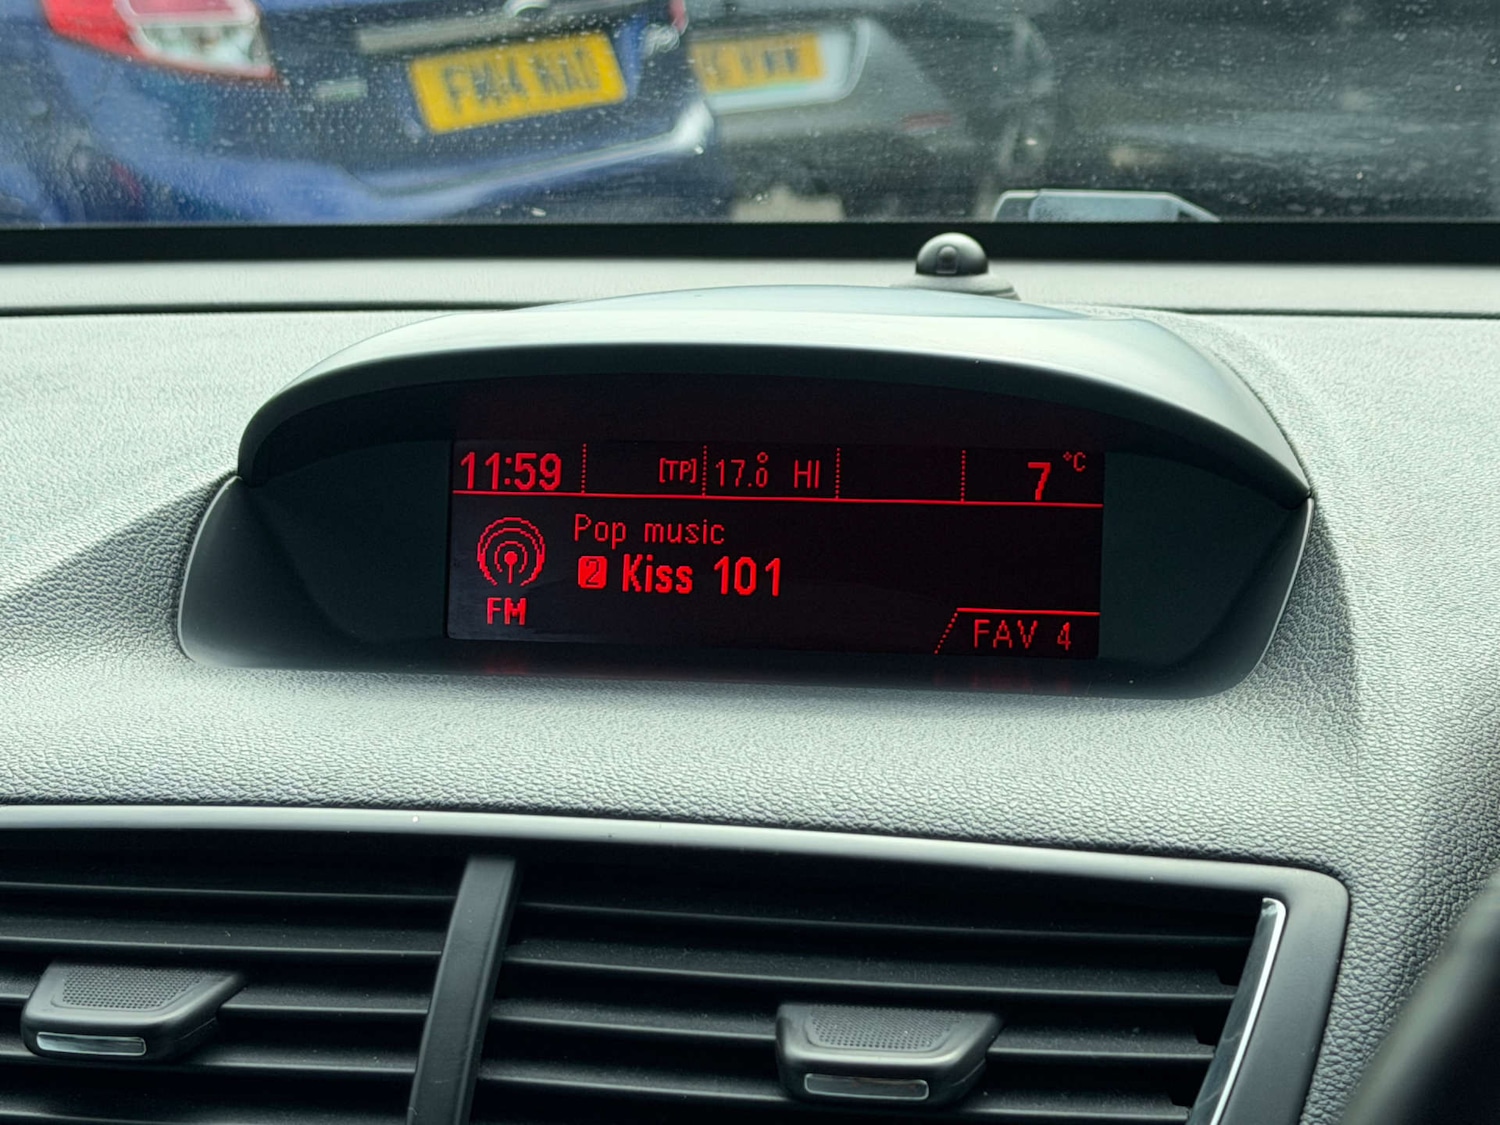 11:59 [TP] 17.0° HI 7 °C
Pop music
2 Kiss 101
FM
FAV 4